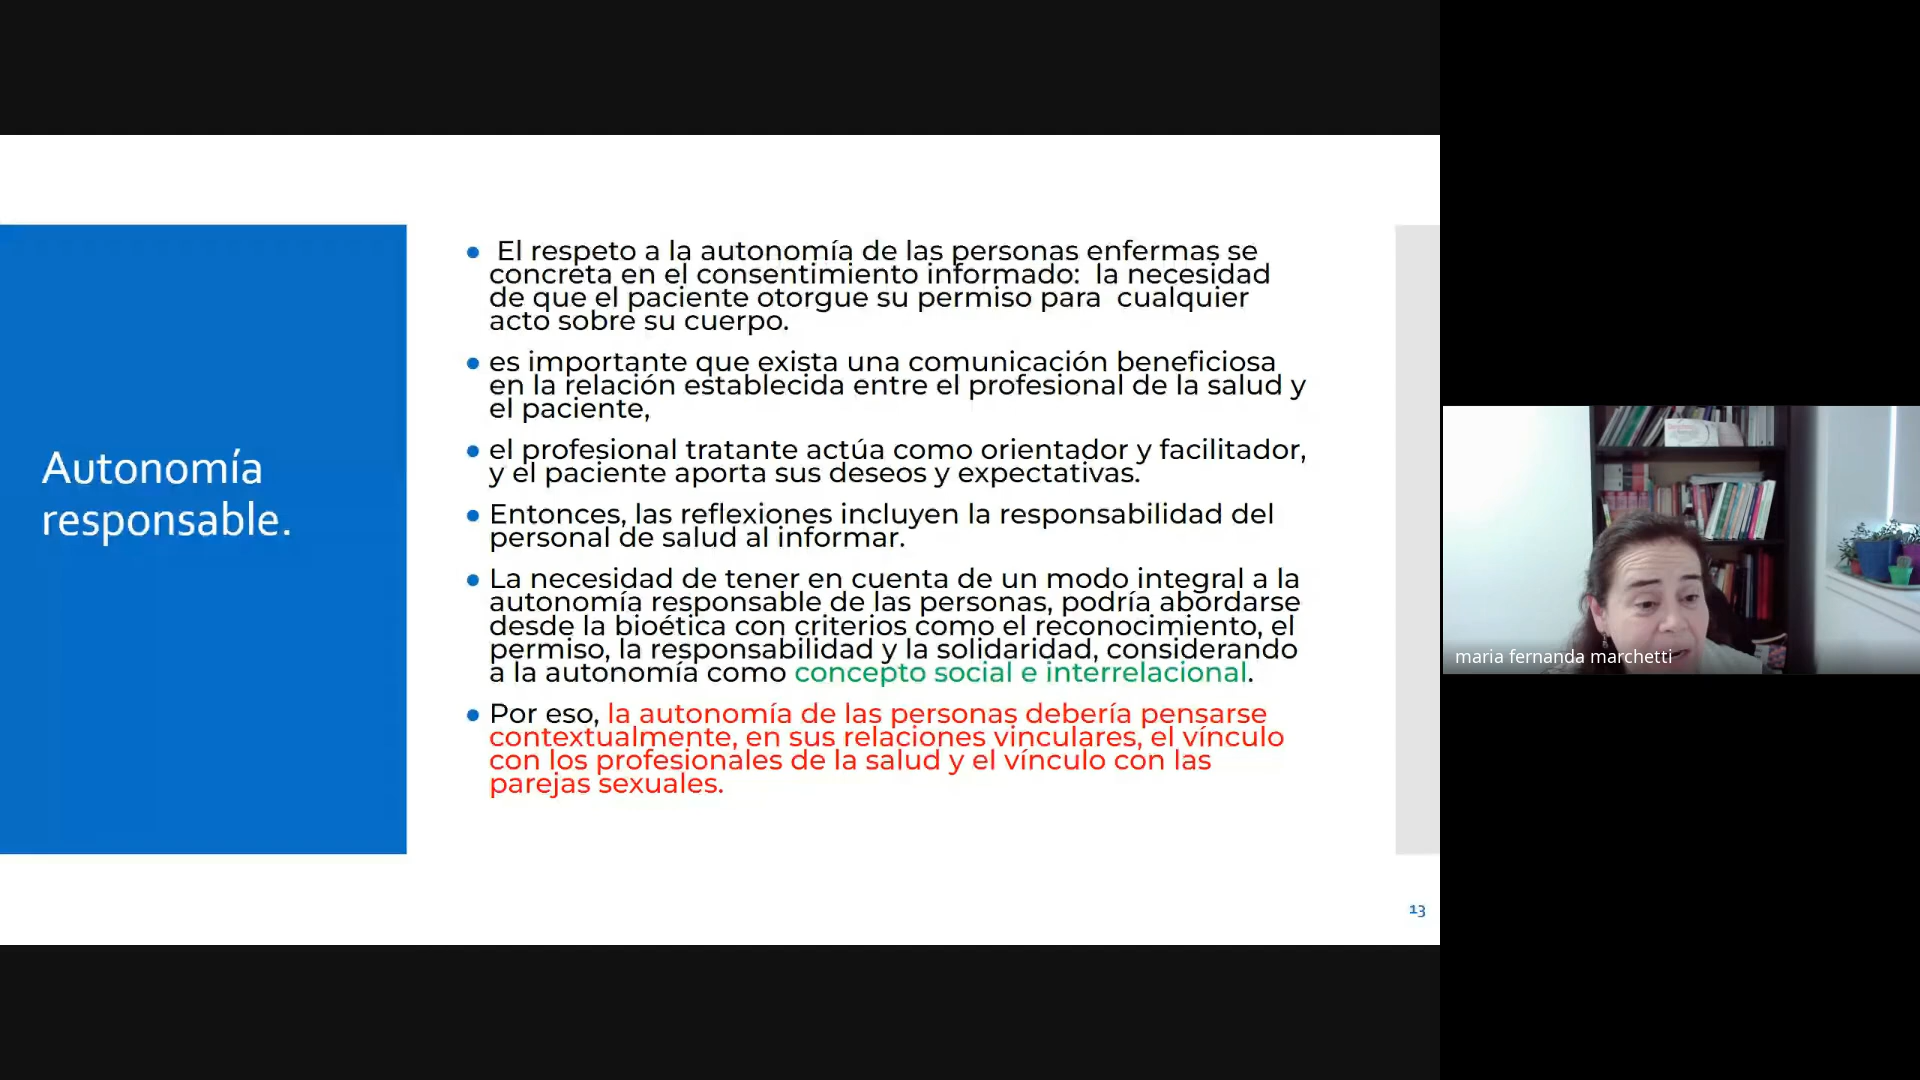 Autonomía
responsable.
El respeto a la autonomía de las personas enfermas se
concreta en el consentimiento informado: la necesidad
de que el paciente otorgue su permiso para cualquier
acto sobre su cuerpo.
es importante que exista una comunicación beneficiosa
en la relación establecida entre el profesional de la salud y
el paciente,
el profesional tratante actúa como orientador y facilitador,
y el paciente aporta sus deseos y expectativas.
Entonces, las reflexiones incluyen la responsabilidad del
personal de salud al informar.
La necesidad de tener en cuenta de un modo integral a la
autonomía responsable de las personas, podría abordarse
desde la bioética con criterios como el reconocimiento, el
permiso, la responsabilidad y la solidaridad, considerando
a la autonomía como concepto social e interrelacional.
Por eso, la autonomía de las personas debería pensarse
contextualmente, en sus relaciones vinculares, el vínculo
con los profesionales de la salud y el vínculo con las
parejas sexuales.
13
maria fernanda marchetti